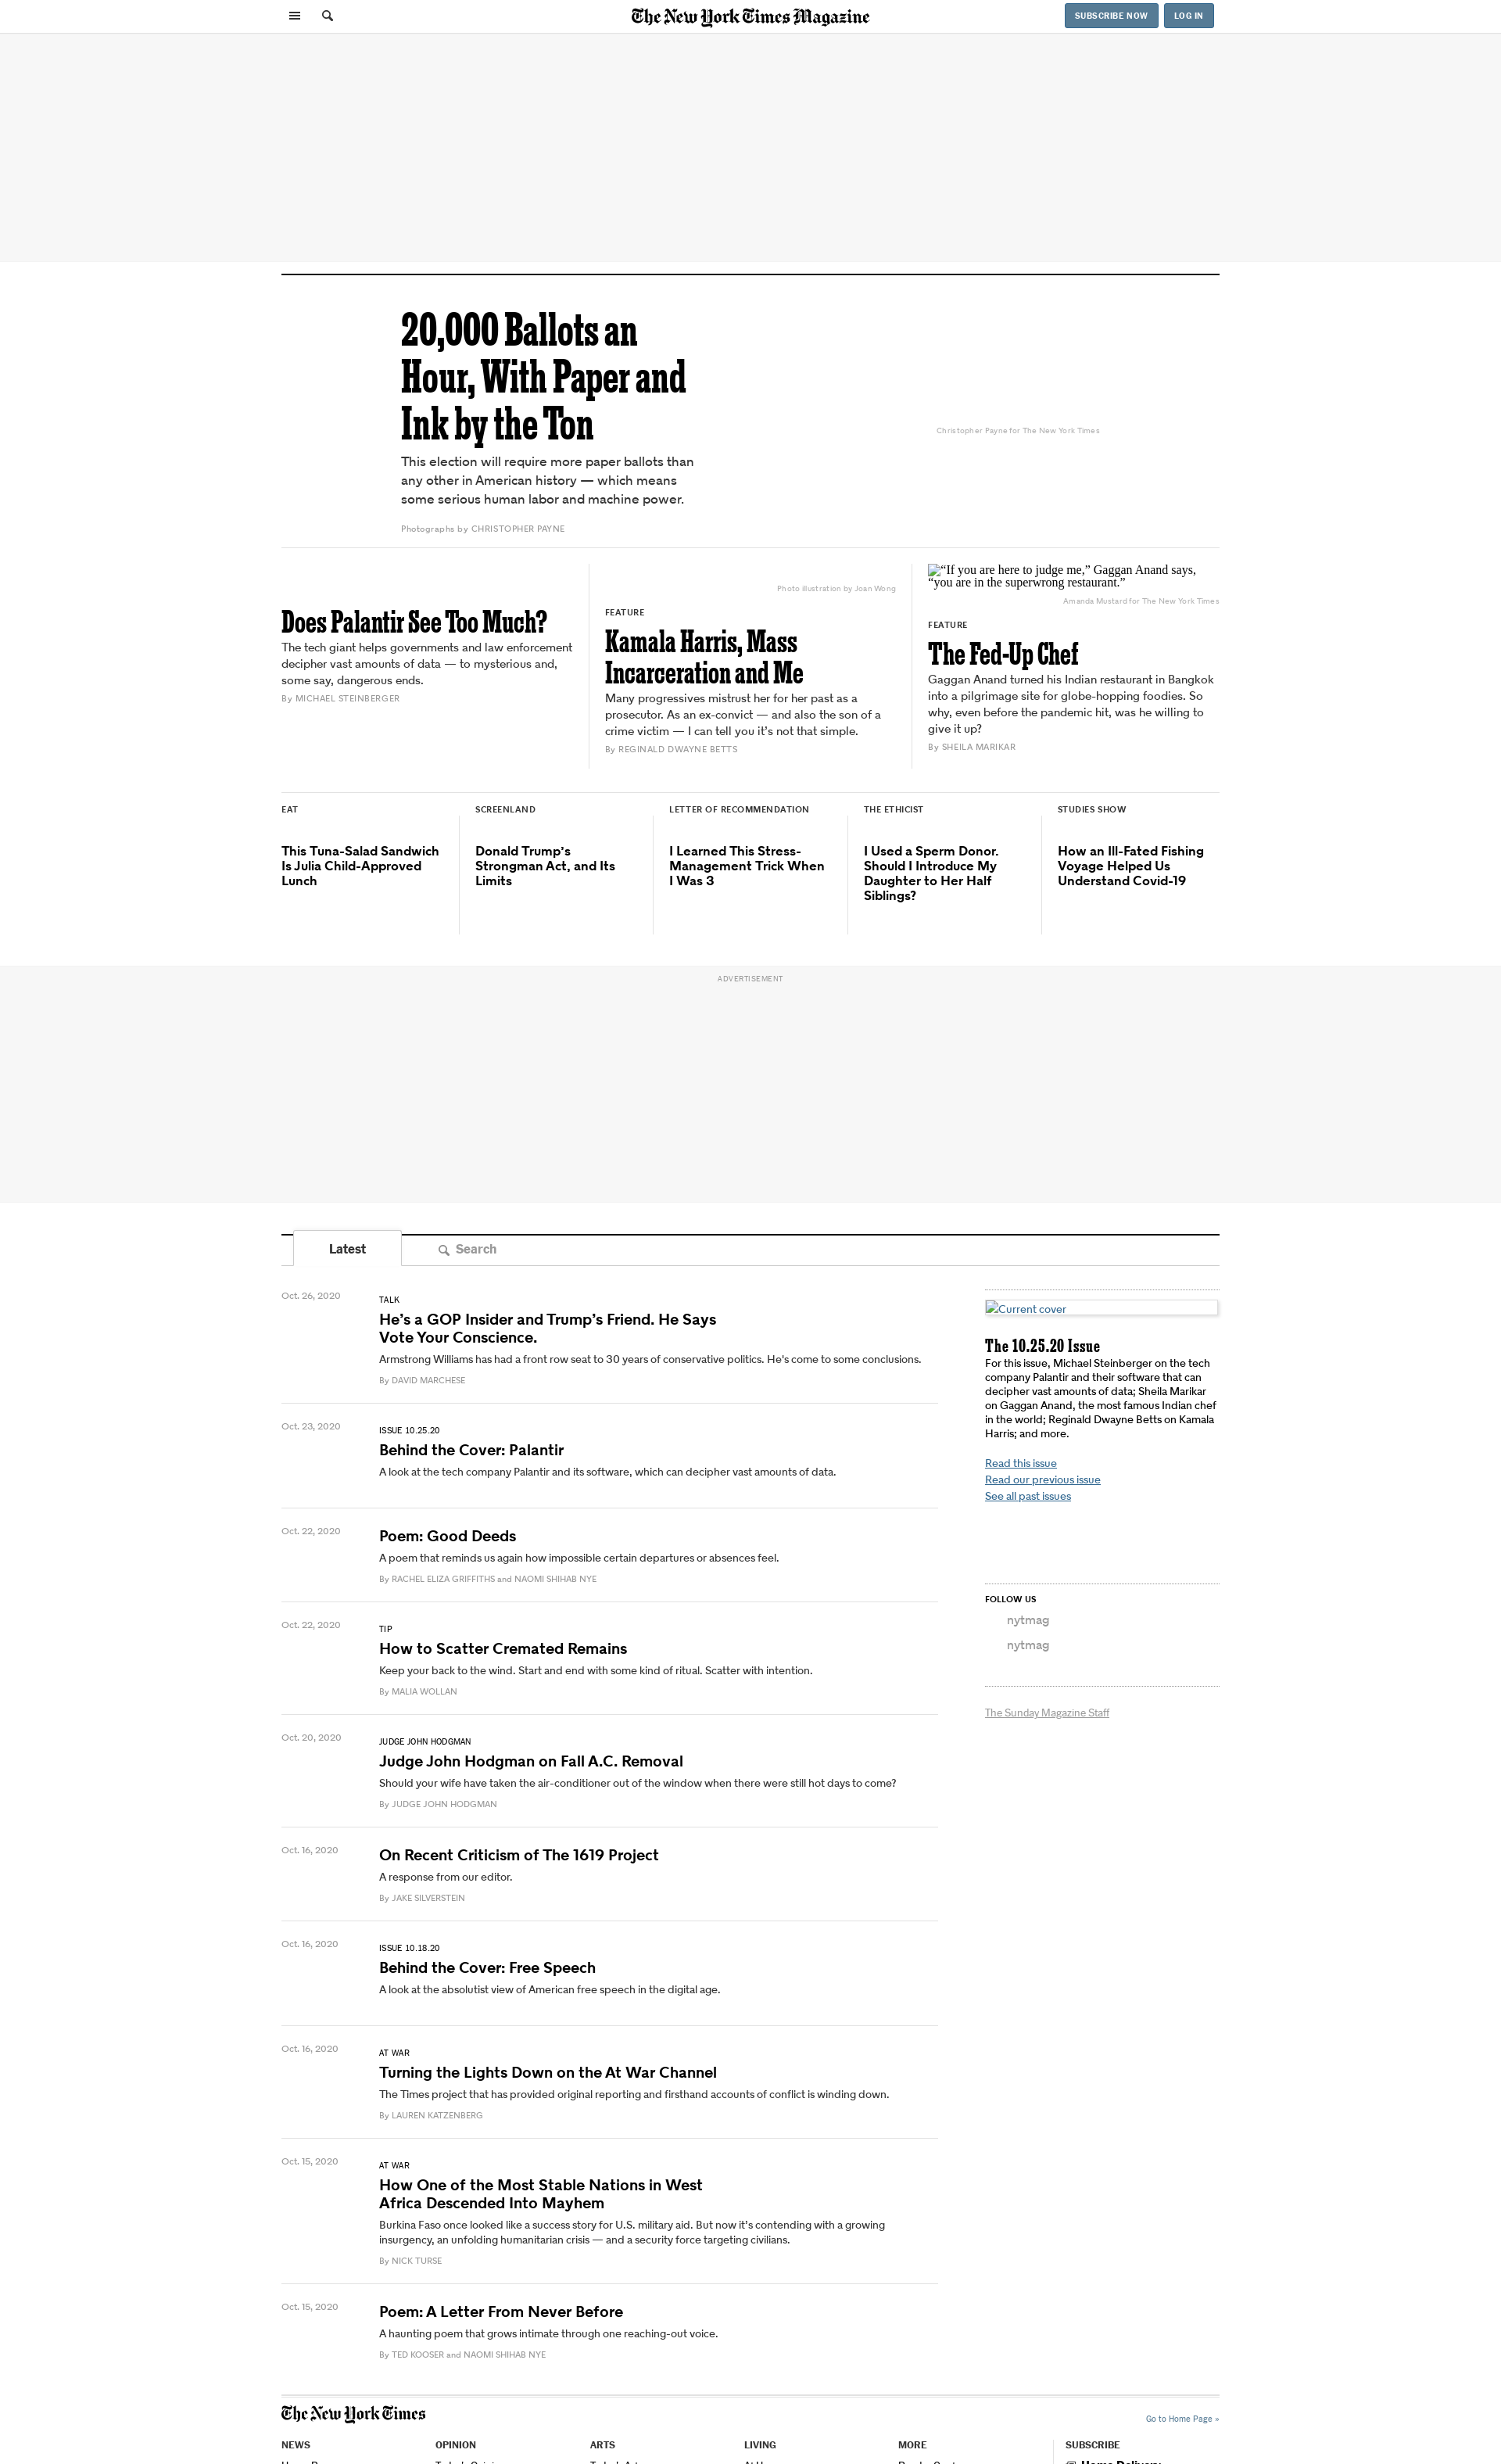 The New York Times Magazine
SUBSCRIBE NOW
LOG IN
20,000 Ballots an
Hour, With Paper and
Ink by the Ton
This election will require more paper ballots than
any other in American history — which means
some serious human labor and machine power.
Photographs by CHRISTOPHER PAYNE
Christopher Payne for The New York Times
Does Palantir See Too Much?
The tech giant helps governments and law enforcement
decipher vast amounts of data — to mysterious and,
some say, dangerous ends.
By MICHAEL STEINBERGER
Photo illustration by Joan Wong
FEATURE
Kamala Harris, Mass
Incarceration and Me
Many progressives mistrust her for her past as a
prosecutor. As an ex-convict — and also the son of a
crime victim — I can tell you it’s not that simple.
By REGINALD DWAYNE BETTS
“If you are here to judge me,” Gaggan Anand says,
“you are in the superwrong restaurant.”
Amanda Mustard for The New York Times
FEATURE
The Fed-Up Chef
Gaggan Anand turned his Indian restaurant in Bangkok
into a pilgrimage site for globe-hopping foodies. So
why, even before the pandemic hit, was he willing to
give it up?
By SHEILA MARIKAR
EAT
This Tuna-Salad Sandwich
Is Julia Child-Approved
Lunch
SCREENLAND
Donald Trump’s
Strongman Act, and Its
Limits
LETTER OF RECOMMENDATION
I Learned This Stress-
Management Trick When
I Was 3
THE ETHICIST
I Used a Sperm Donor.
Should I Introduce My
Daughter to Her Half
Siblings?
STUDIES SHOW
How an Ill-Fated Fishing
Voyage Helped Us
Understand Covid-19
ADVERTISEMENT
Latest
Search
Oct. 26, 2020
TALK
He’s a GOP Insider and Trump’s Friend. He Says
Vote Your Conscience.
Armstrong Williams has had a front row seat to 30 years of conservative politics. He's come to some conclusions.
By DAVID MARCHESE
Oct. 23, 2020
ISSUE 10.25.20
Behind the Cover: Palantir
A look at the tech company Palantir and its software, which can decipher vast amounts of data.
Oct. 22, 2020
Poem: Good Deeds
A poem that reminds us again how impossible certain departures or absences feel.
By RACHEL ELIZA GRIFFITHS and NAOMI SHIHAB NYE
Oct. 22, 2020
TIP
How to Scatter Cremated Remains
Keep your back to the wind. Start and end with some kind of ritual. Scatter with intention.
By MALIA WOLLAN
Oct. 20, 2020
JUDGE JOHN HODGMAN
Judge John Hodgman on Fall A.C. Removal
Should your wife have taken the air-conditioner out of the window when there were still hot days to come?
By JUDGE JOHN HODGMAN
Oct. 16, 2020
On Recent Criticism of The 1619 Project
A response from our editor.
By JAKE SILVERSTEIN
Oct. 16, 2020
ISSUE 10.18.20
Behind the Cover: Free Speech
A look at the absolutist view of American free speech in the digital age.
Oct. 16, 2020
AT WAR
Turning the Lights Down on the At War Channel
The Times project that has provided original reporting and firsthand accounts of conflict is winding down.
By LAUREN KATZENBERG
Oct. 15, 2020
AT WAR
How One of the Most Stable Nations in West
Africa Descended Into Mayhem
Burkina Faso once looked like a success story for U.S. military aid. But now it’s contending with a growing
insurgency, an unfolding humanitarian crisis — and a security force targeting civilians.
By NICK TURSE
Oct. 15, 2020
Poem: A Letter From Never Before
A haunting poem that grows intimate through one reaching-out voice.
By TED KOOSER and NAOMI SHIHAB NYE
Current cover
The 10.25.20 Issue
For this issue, Michael Steinberger on the tech
company Palantir and their software that can
decipher vast amounts of data; Sheila Marikar
on Gaggan Anand, the most famous Indian chef
in the world; Reginald Dwayne Betts on Kamala
Harris; and more.
Read this issue
Read our previous issue
See all past issues
FOLLOW US
nytmag
nytmag
The Sunday Magazine Staff
The New York Times
Go to Home Page »
NEWS
OPINION
ARTS
LIVING
MORE
SUBSCRIBE